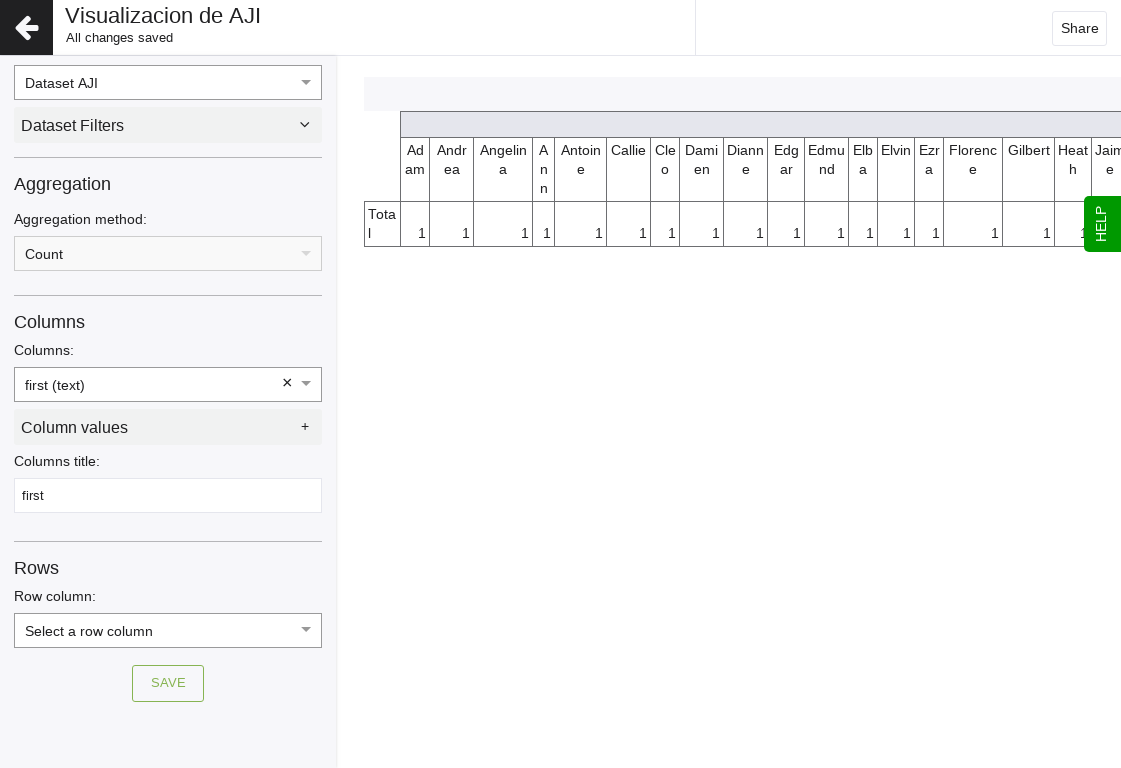 Visualizacion de AJI
All changes saved
Share
Dataset AJI
Dataset Filters
Aggregation
Aggregation method:
Count
Columns
Columns:
first (text)
×
Column values
+
Columns title:
first
Rows
Row column:
Select a row column
SAVE
Adam Andrea Angelina Ann Antoine Callie Cleo Damien Dianne Edgar Edmund Elba Elvin Ezra Florence Gilbert Heath Jaime
Total 1 1 1 1 1 1 1 1 1 1 1 1 1 1 1 1 1
HELP